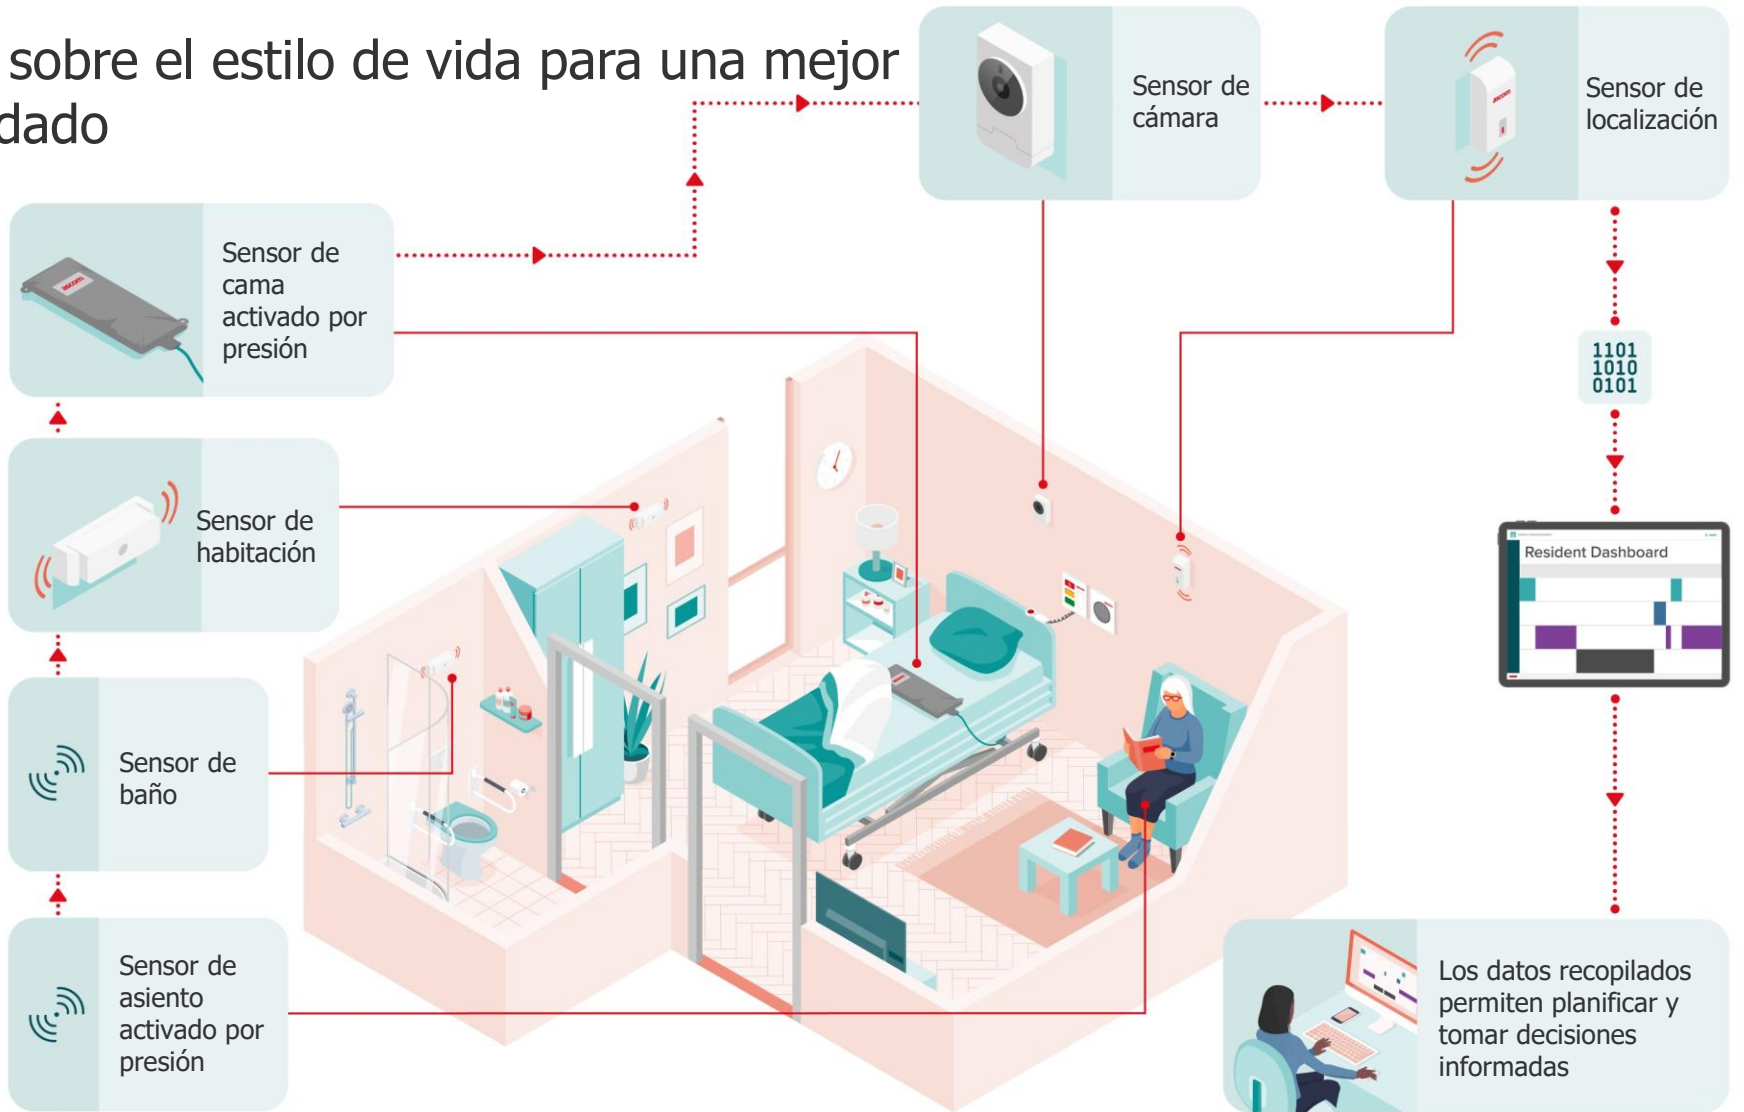 sobre el estilo de vida para una mejor
dado
Sensor de
cámara
Sensor de
localización
ascom
Sensor de
cama
activado por
presión
ascom
1101
1010
0101
Sensor de
habitación
Resident Dashboard
Sensor de
baño
Sensor de
asiento
activado por
presión
Los datos recopilados
permiten planificar y
tomar decisiones
informadas